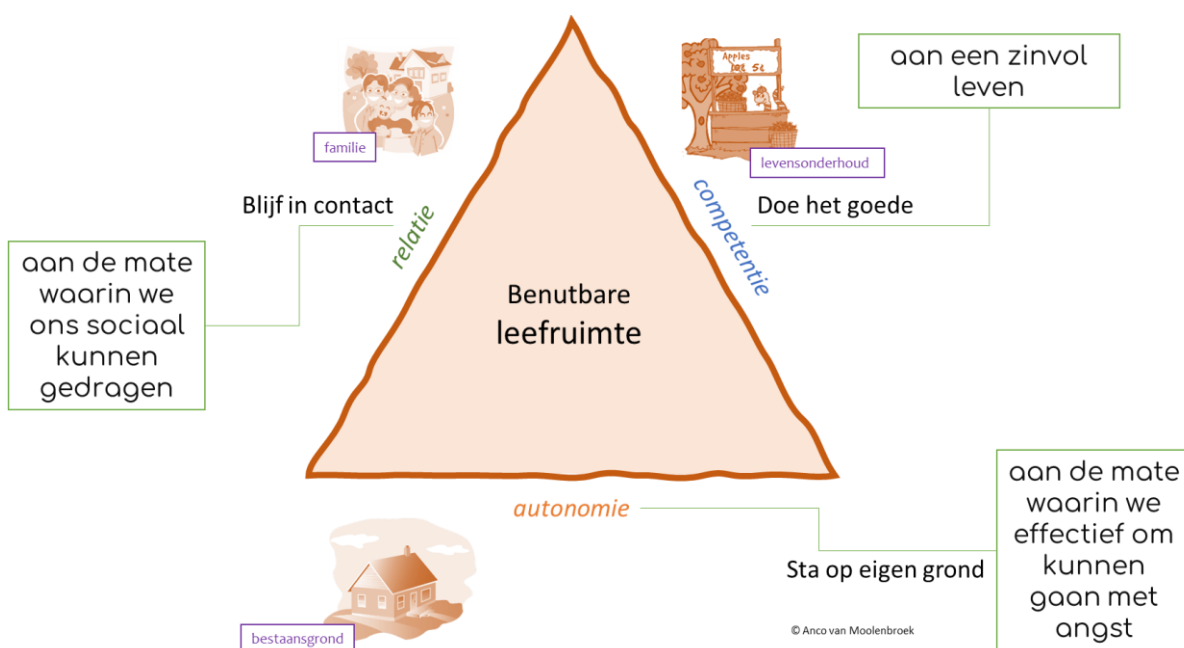 aan een zinvol
leven
Apples
5¢
familie
levensonderhoud
Blijf in contact
relatie
competentie
Doe het goede
aan de mate
waarin we
ons sociaal
kunnen
gedragen
Benutbare
leefruimte
autonomie
aan de mate
waarin we
effectief om
kunnen
gaan met
angst
Sta op eigen grond
bestaansgrond
© Anco van Moolenbroek